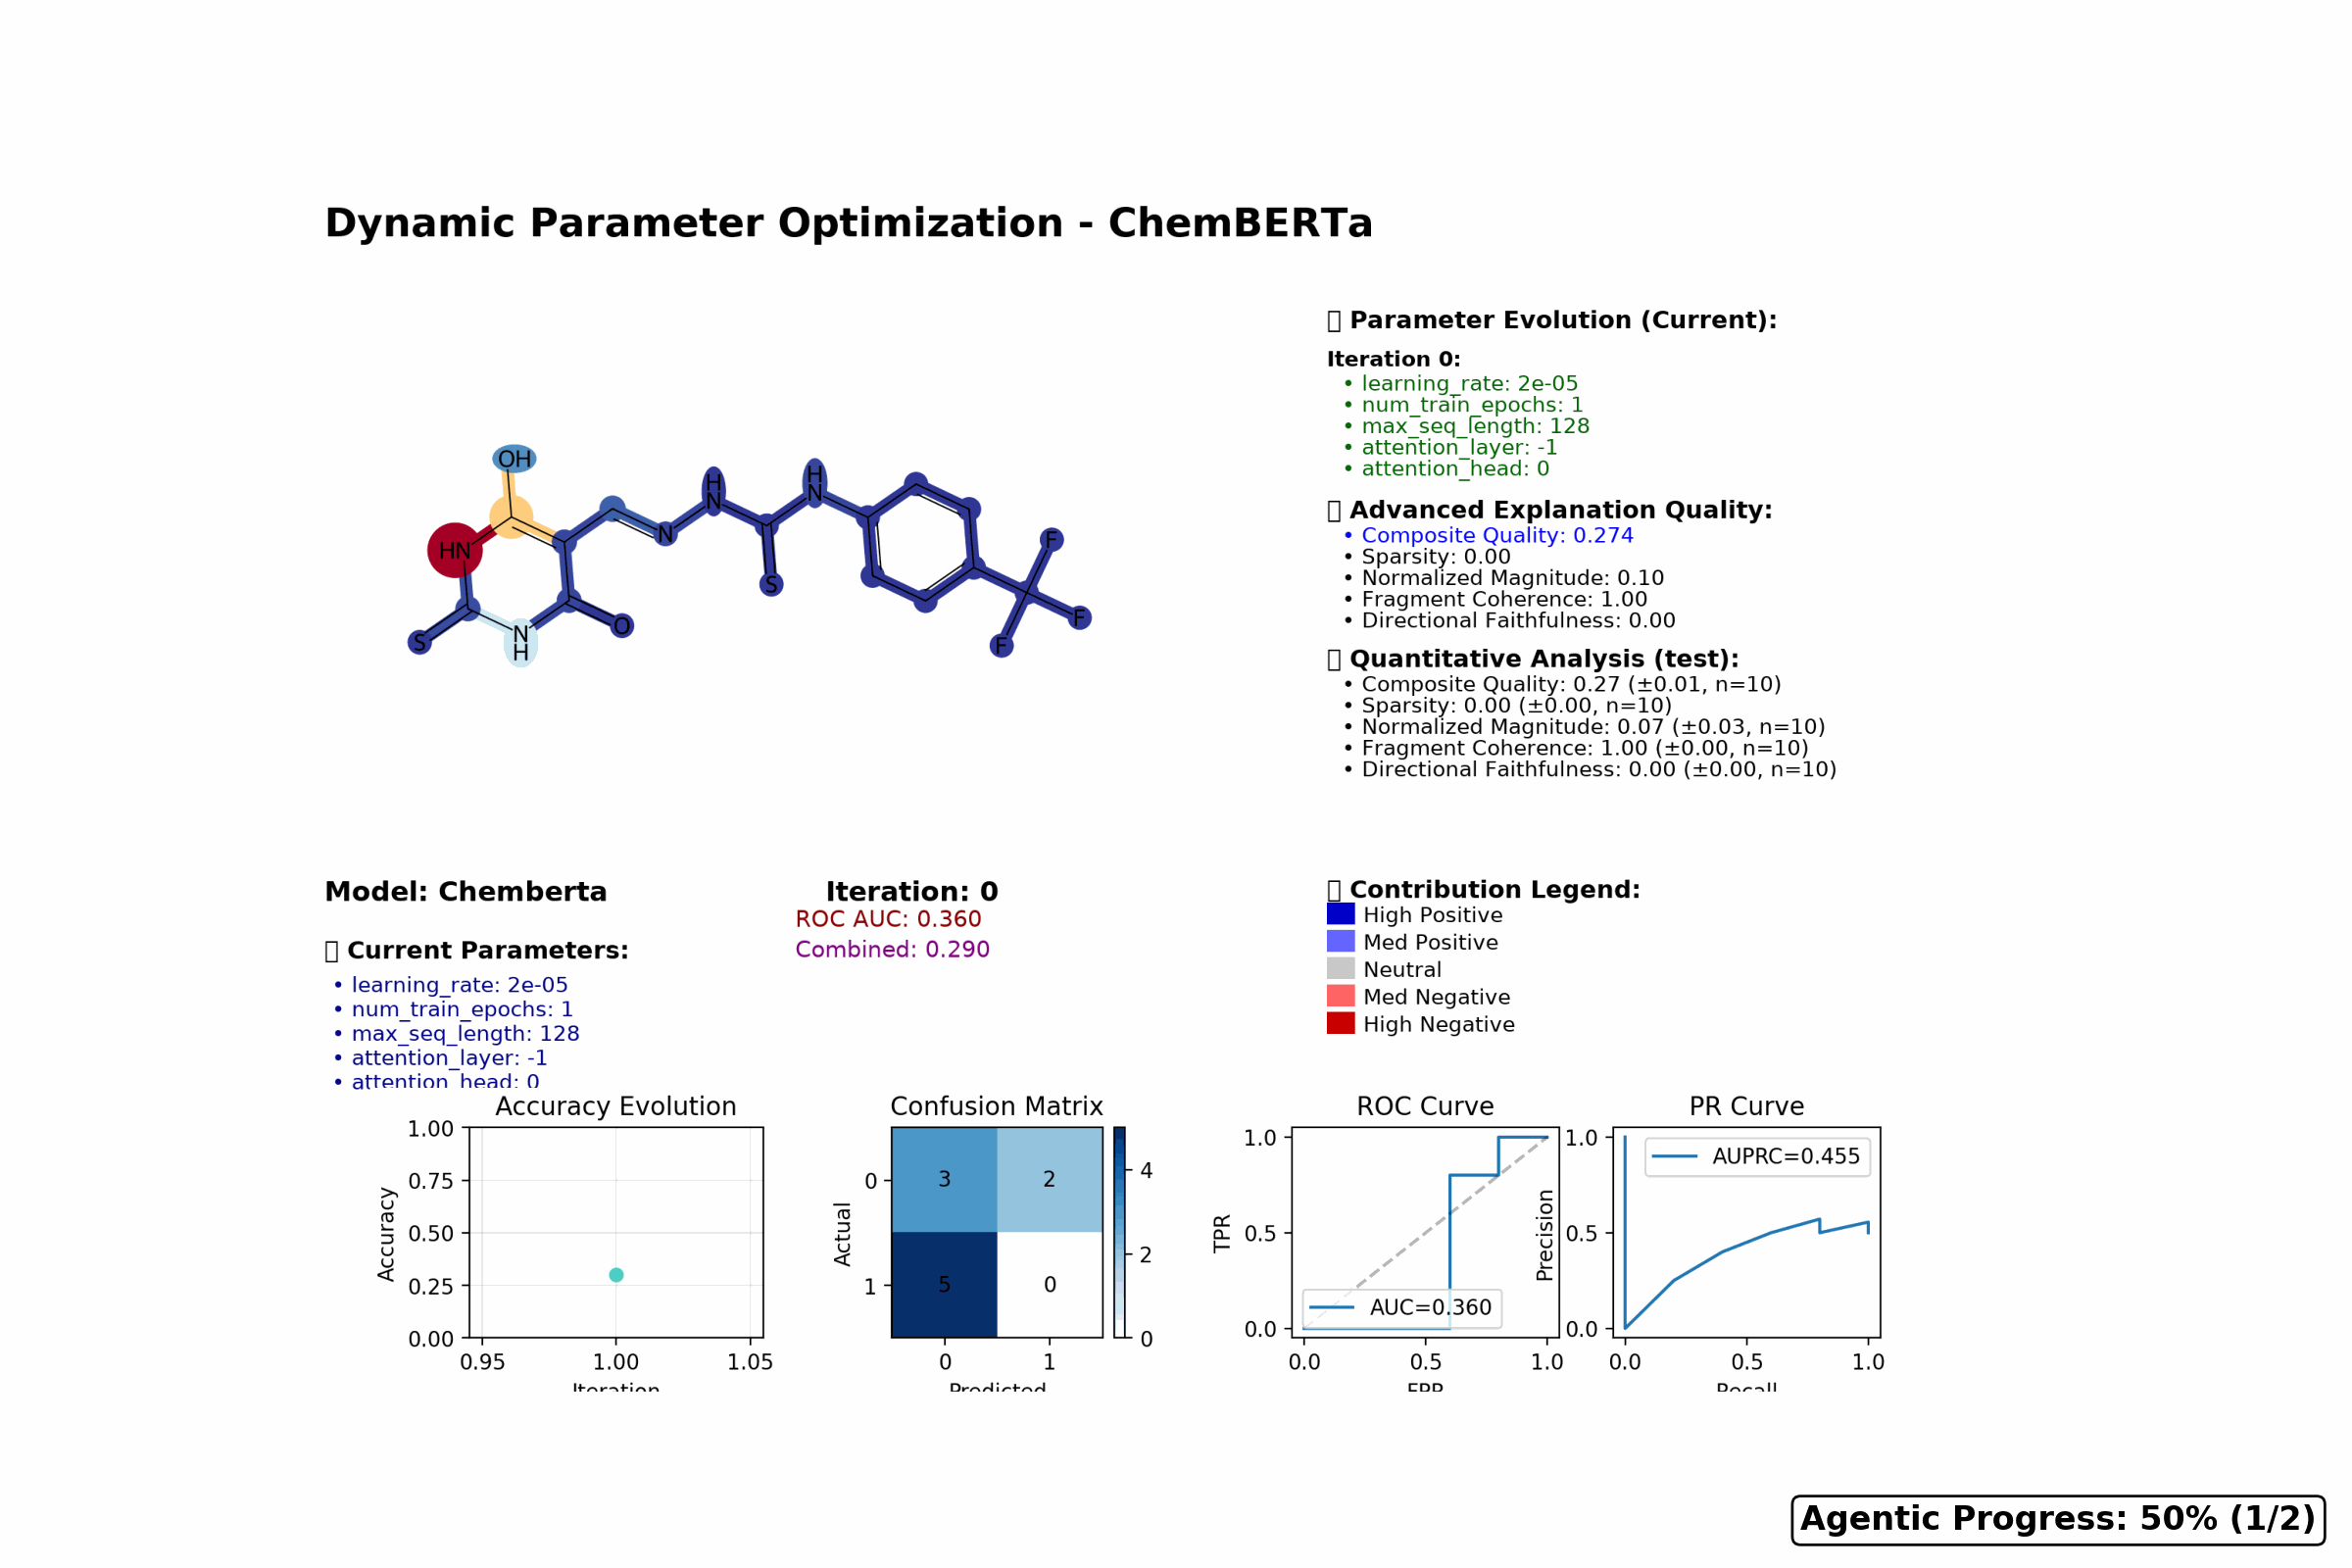 Dynamic Parameter Optimization - ChemBERTa
OH
HN
S
N
H
O
N
H
N
S
H
N
F
F
F
Parameter Evolution (Current):
Iteration 0:
• learning_rate: 2e-05
• num_train_epochs: 1
• max_seq_length: 128
• attention_layer: -1
• attention_head: 0
Advanced Explanation Quality:
• Composite Quality: 0.274
• Sparsity: 0.00
• Normalized Magnitude: 0.10
• Fragment Coherence: 1.00
• Directional Faithfulness: 0.00
Quantitative Analysis (test):
• Composite Quality: 0.27 (±0.01, n=10)
• Sparsity: 0.00 (±0.00, n=10)
• Normalized Magnitude: 0.07 (±0.03, n=10)
• Fragment Coherence: 1.00 (±0.00, n=10)
• Directional Faithfulness: 0.00 (±0.00, n=10)
Model: Chemberta
Iteration: 0
ROC AUC: 0.360
Combined: 0.290
Current Parameters:
• learning_rate: 2e-05
• num_train_epochs: 1
• max_seq_length: 128
• attention_layer: -1
• attention_head: 0
Contribution Legend:
High Positive
Med Positive
Neutral
Med Negative
High Negative
Accuracy Evolution
1.00
0.75
0.50
0.25
0.00
Accuracy
0.95 1.00 1.05
Iteration
Confusion Matrix
Actual
0
1
3 2
5 0
0 1
Predicted
4
2
0
ROC Curve
TPR
1.0
0.5
0.0
AUC=0.360
0.0 0.5 1.0
FPR
PR Curve
Precision
1.0
0.5
0.0
AUPRC=0.455
0.0 0.5 1.0
Recall
Agentic Progress: 50% (1/2)